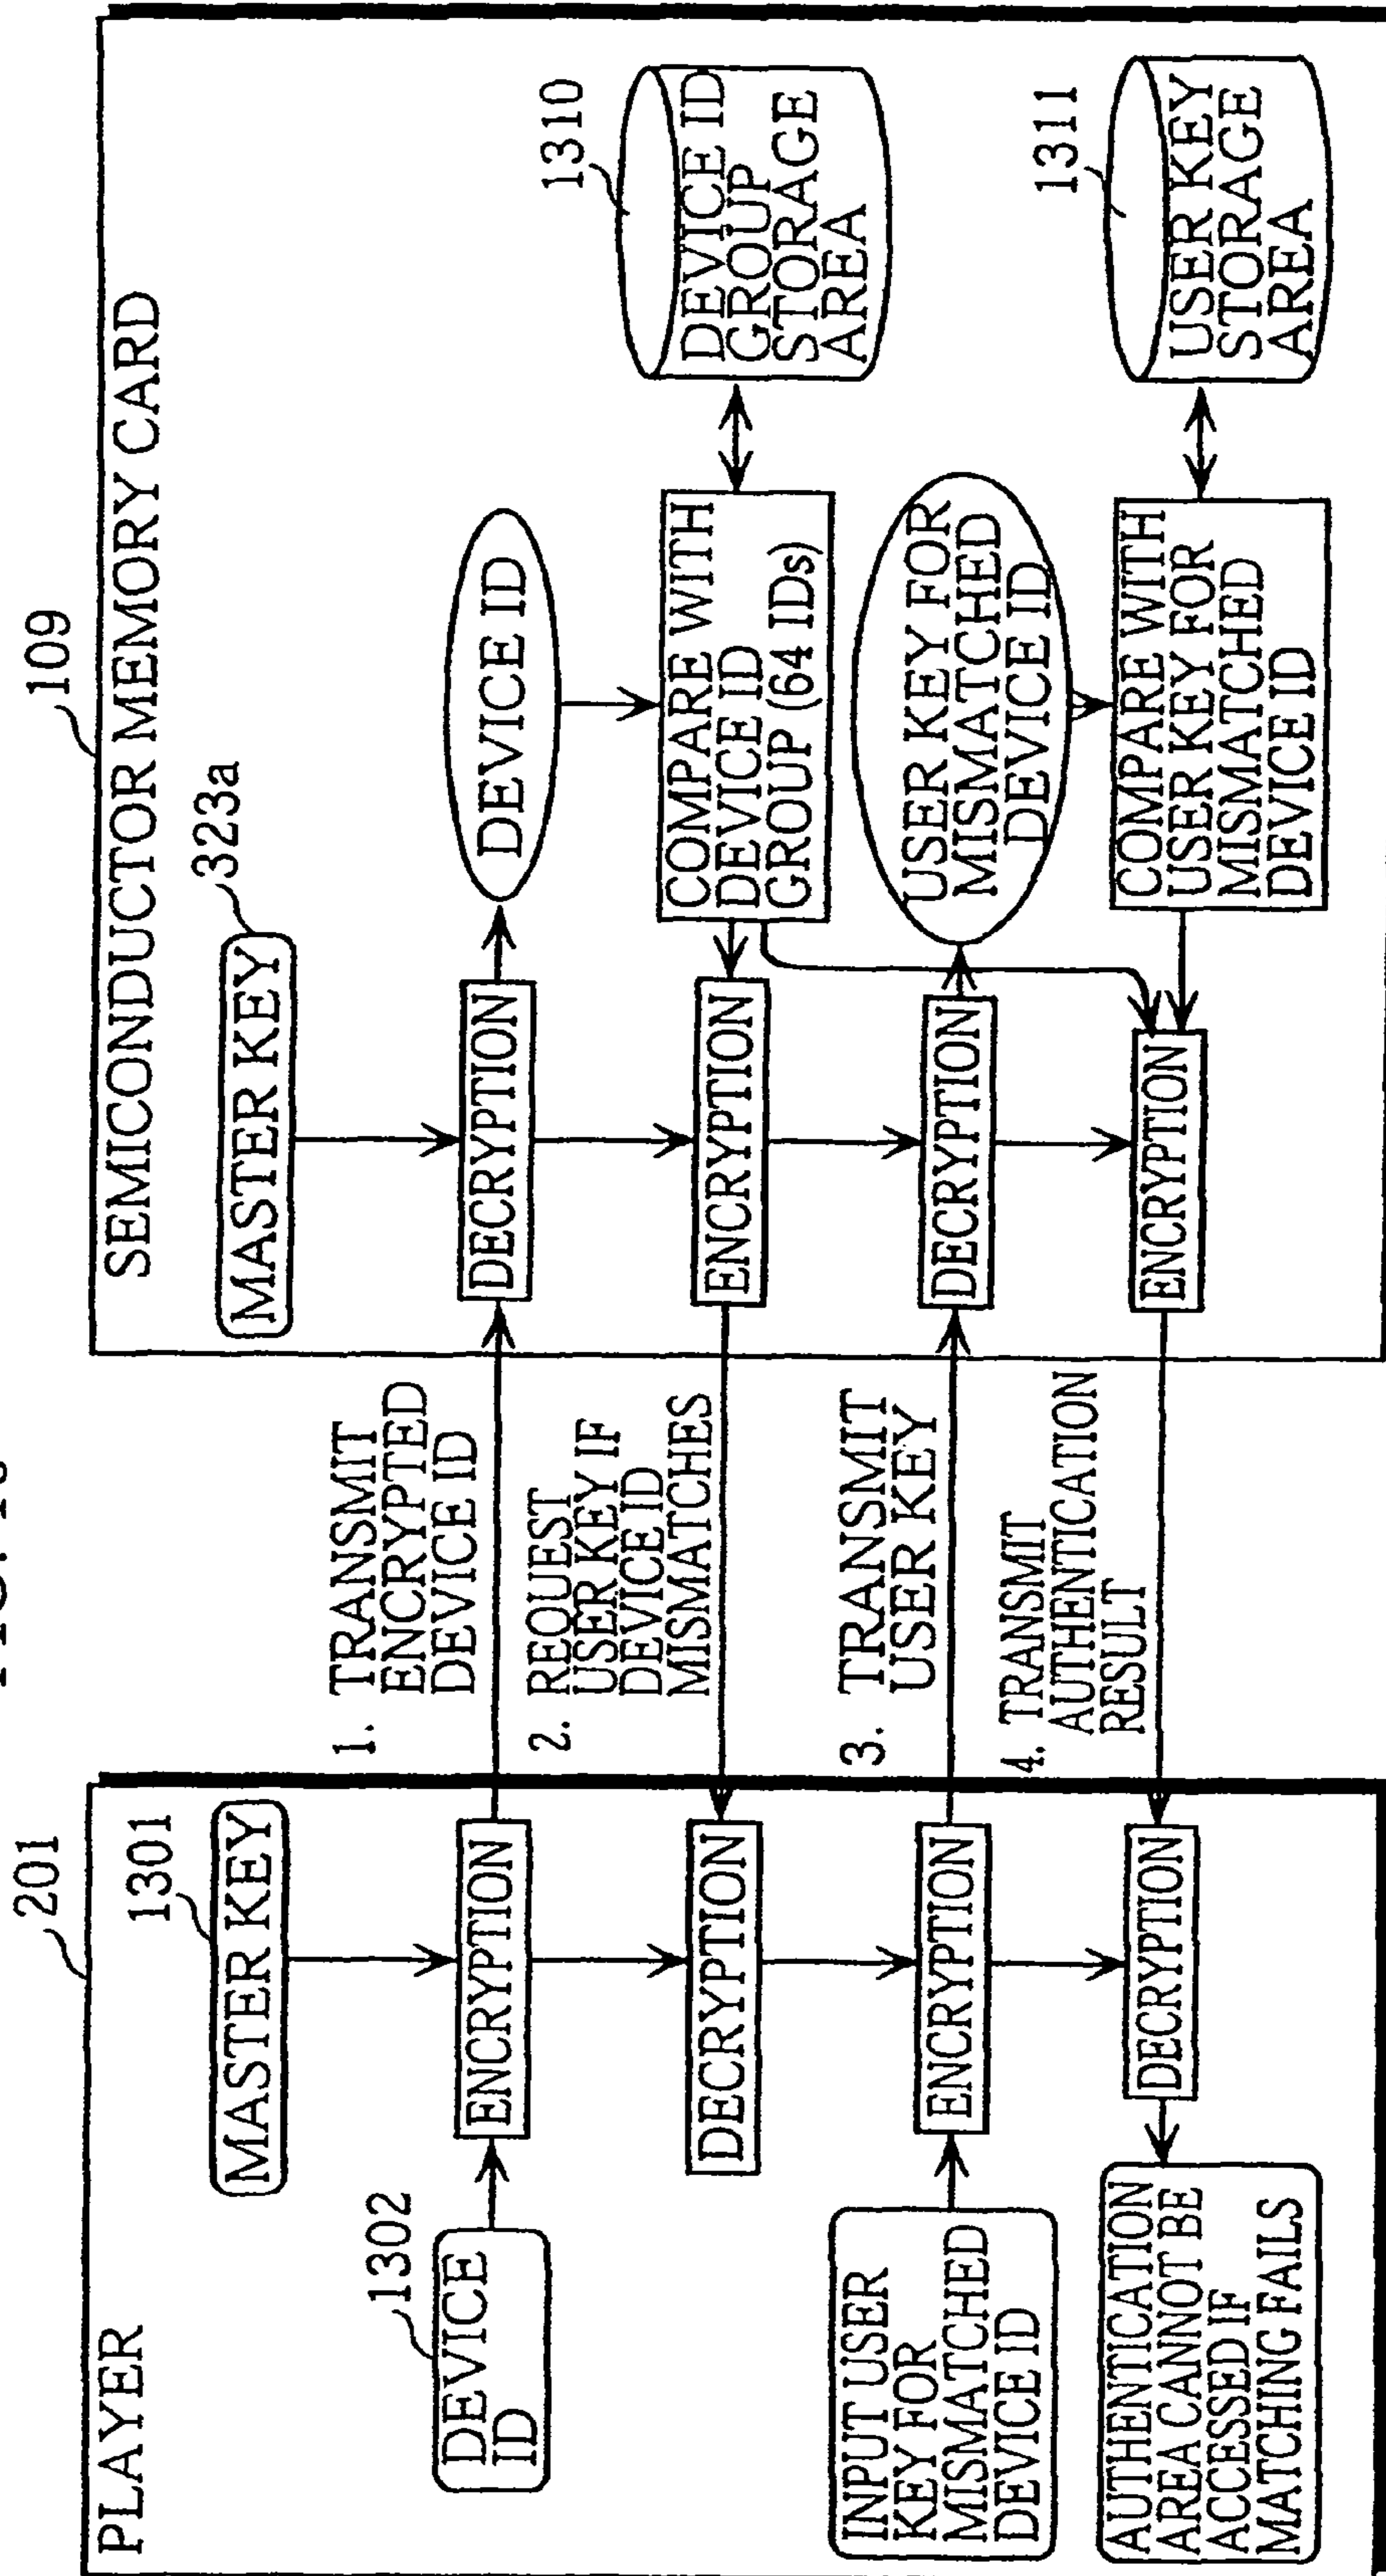 PLAYER
201
1301
MASTER KEY
1302
DEVICE
ID
ENCRYPTION
DECRYPTION
INPUT USER
KEY FOR
MISMATCHED
DEVICE ID
ENCRYPTION
DECRYPTION
AUTHENTICATION
AREA CANNOT BE
ACCESSED IF
MATCHING FAILS
1. TRANSMIT
ENCRYPTED
DEVICE ID
2. REQUEST
USER KEY IF
DEVICE ID
MISMATCHES
3. TRANSMIT
USER KEY
4. TRANSMIT
AUTHENTICATION
RESULT
109
SEMICONDUCTOR MEMORY CARD
323a
MASTER KEY
DECRYPTION
DEVICE ID
ENCRYPTION
COMPARE WITH
DEVICE ID
GROUP (64 IDs)
1310
DEVICE ID
GROUP
STORAGE
AREA
DECRYPTION
USER KEY FOR
MISMATCHED
DEVICE ID
ENCRYPTION
COMPARE WITH
USER KEY FOR
MISMATCHED
DEVICE ID
1311
USER KEY
STORAGE
AREA